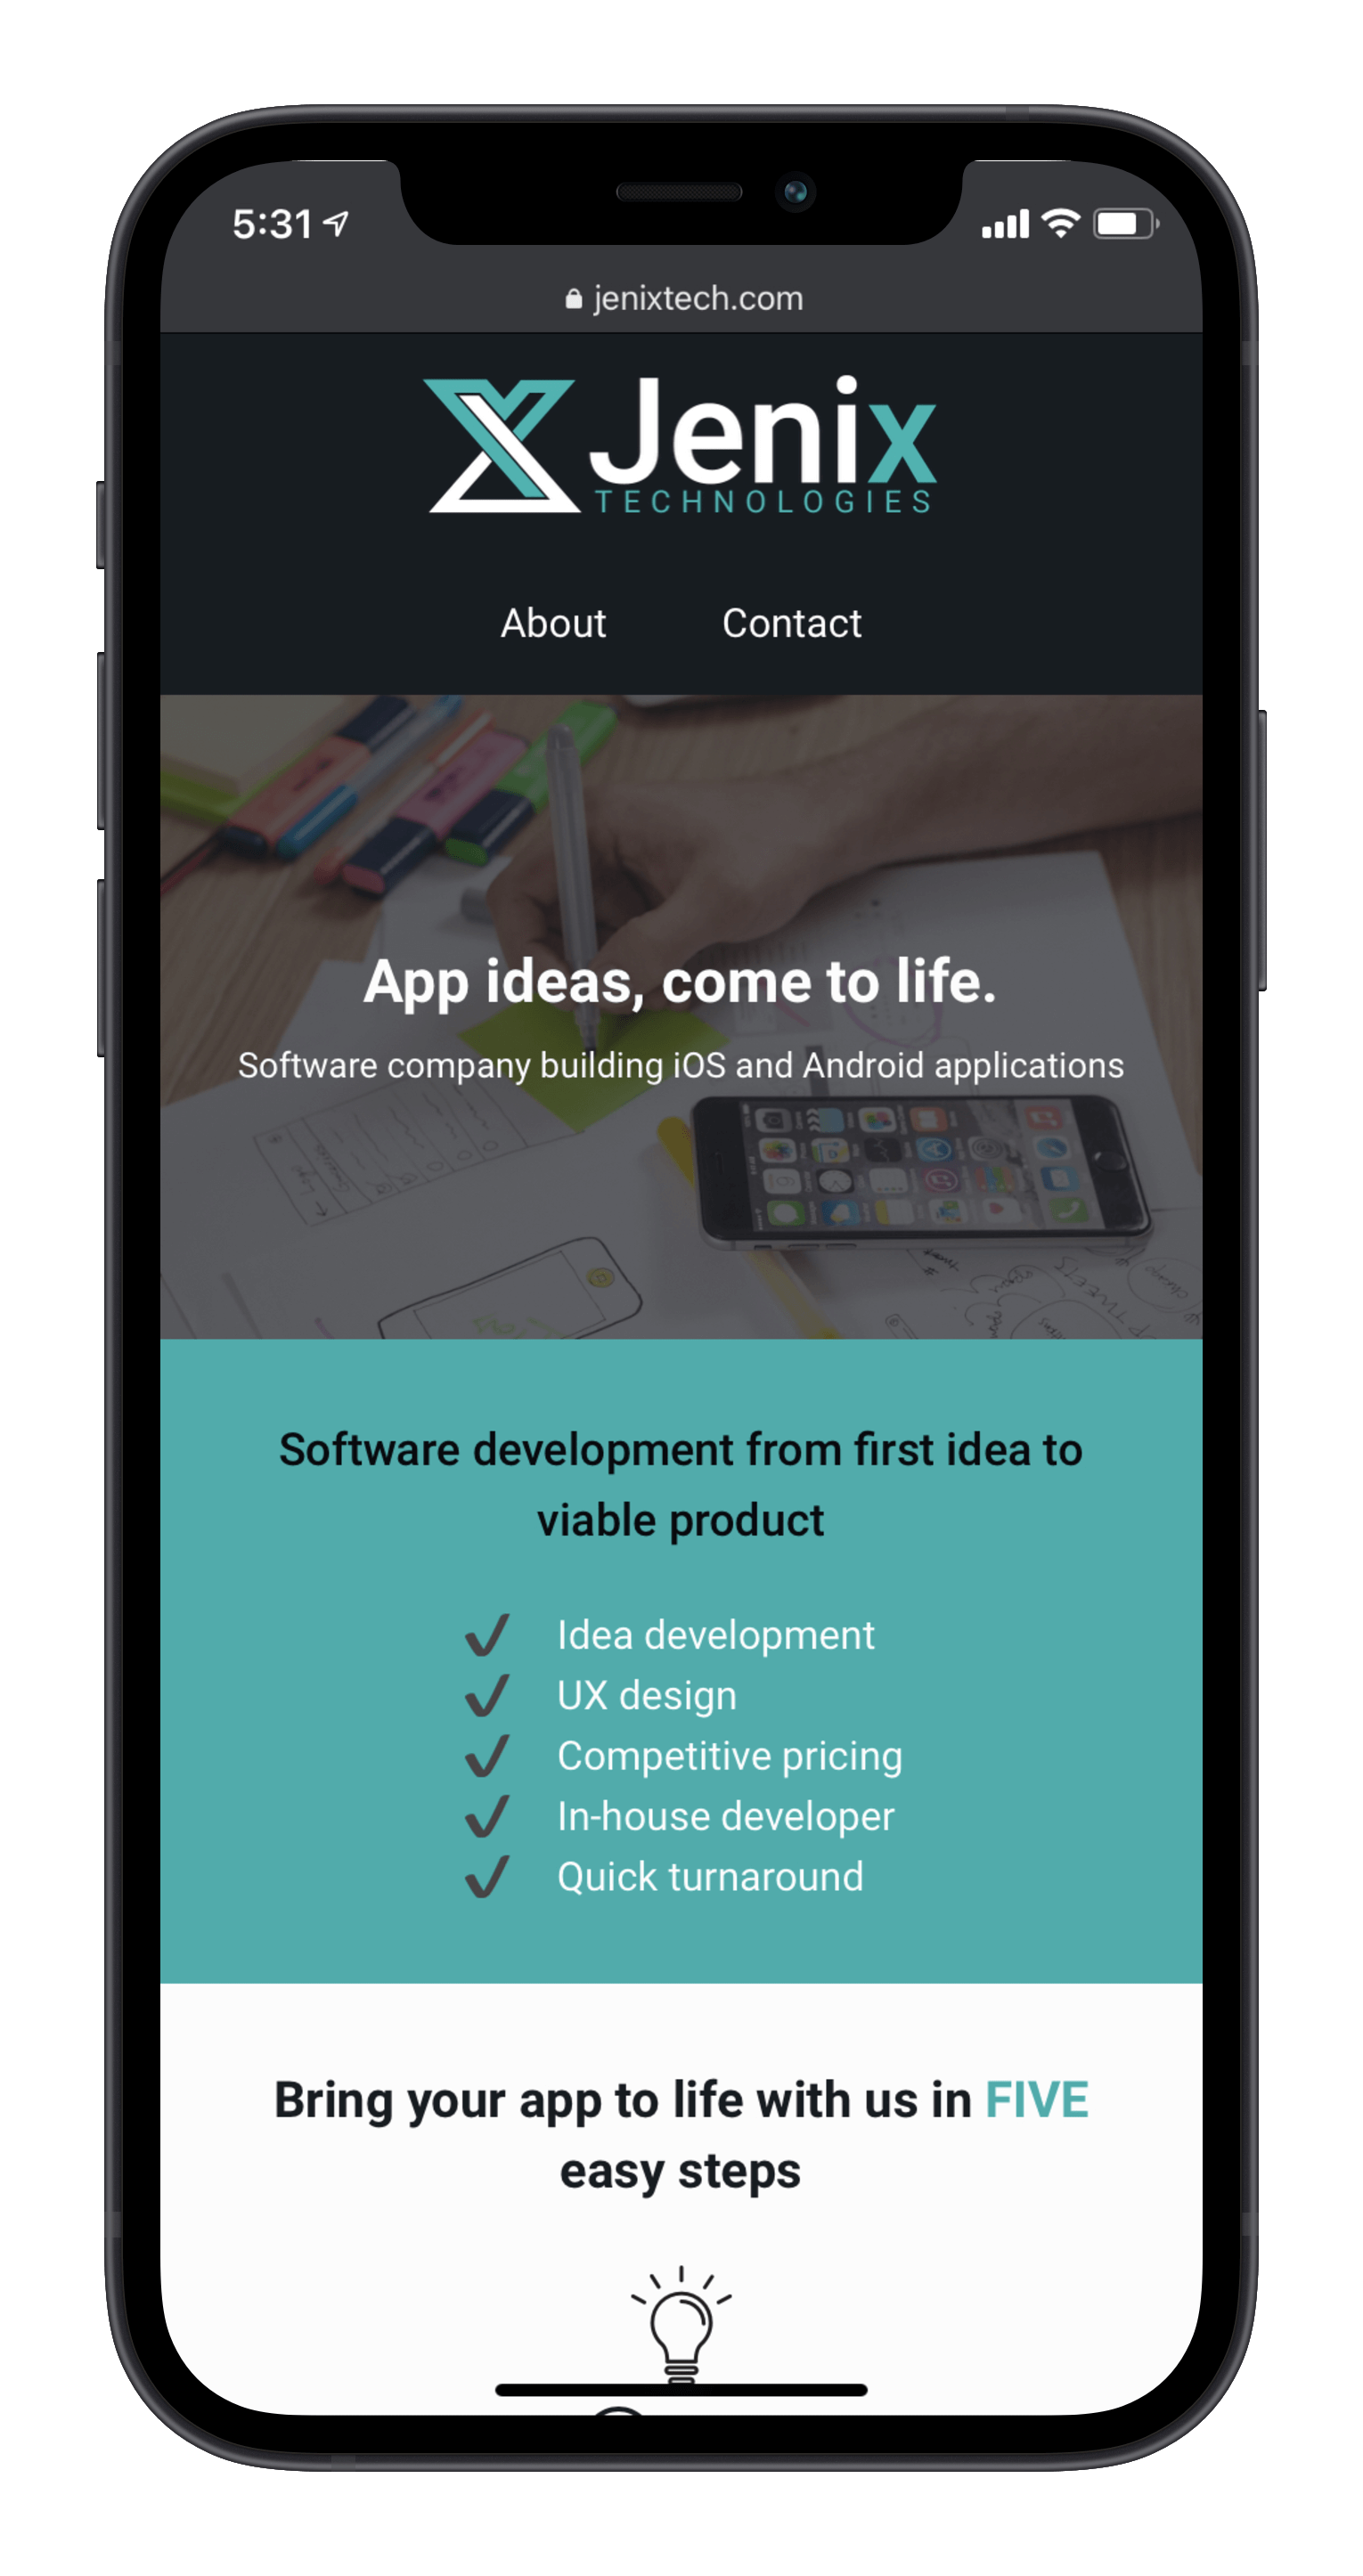 5:31
jenixtech.com
Jenix
TECHNOLOGIES
About Contact
App ideas, come to life.
Software company building iOS and Android applications
Software development from first idea to
viable product
Idea development
UX design
Competitive pricing
In-house developer
Quick turnaround
Bring your app to life with us in FIVE
easy steps